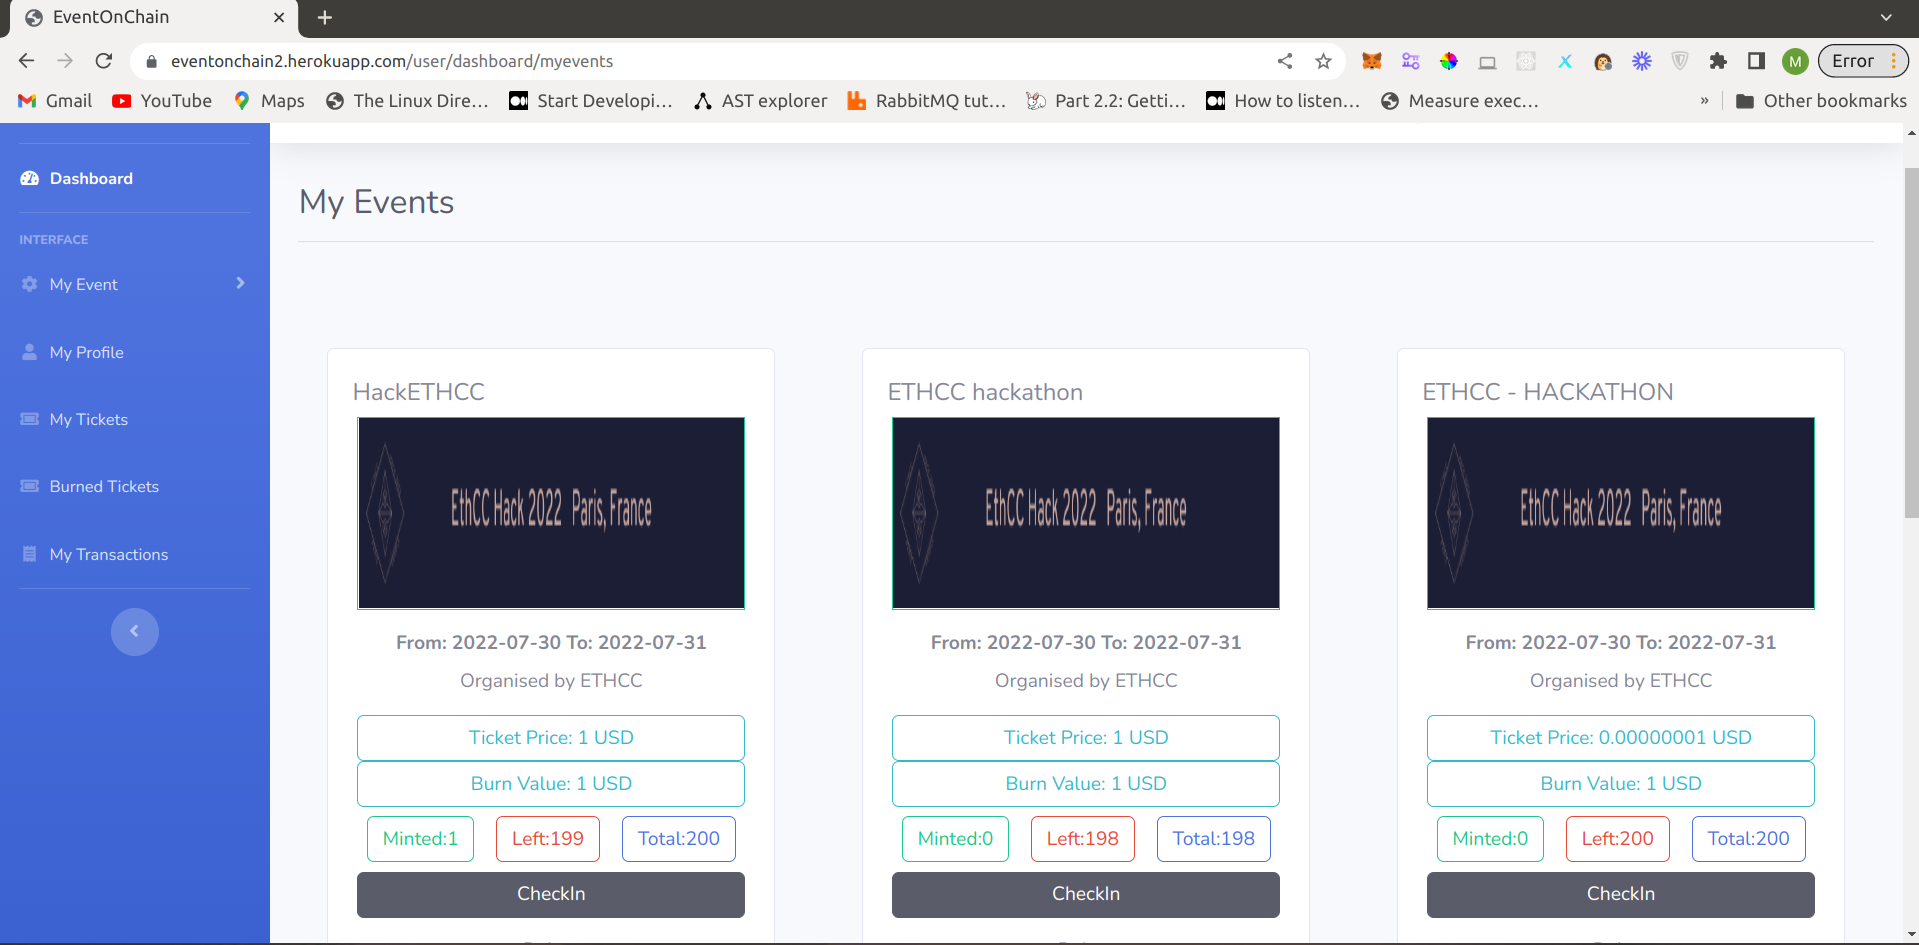 EventOnChain
eventonchain2.herokuapp.com/user/dashboard/myevents
M
Error
Gmail
YouTube
Maps
The Linux Dire...
Start Developi...
AST explorer
RabbitMQ tut...
Part 2.2: Getti...
How to listen...
Measure exec...
»
Other bookmarks
Dashboard
INTERFACE
My Event
My Profile
My Tickets
Burned Tickets
My Transactions
My Events
HackETHCC
EthCC Hack 2022 Paris, France
From: 2022-07-30 To: 2022-07-31
Organised by ETHCC
Ticket Price: 1 USD
Burn Value: 1 USD
Minted:1
Left:199
Total:200
CheckIn
ETHCC hackathon
EthCC Hack 2022 Paris, France
From: 2022-07-30 To: 2022-07-31
Organised by ETHCC
Ticket Price: 1 USD
Burn Value: 1 USD
Minted:0
Left:198
Total:198
CheckIn
ETHCC - HACKATHON
EthCC Hack 2022 Paris, France
From: 2022-07-30 To: 2022-07-31
Organised by ETHCC
Ticket Price: 0.00000001 USD
Burn Value: 1 USD
Minted:0
Left:200
Total:200
CheckIn